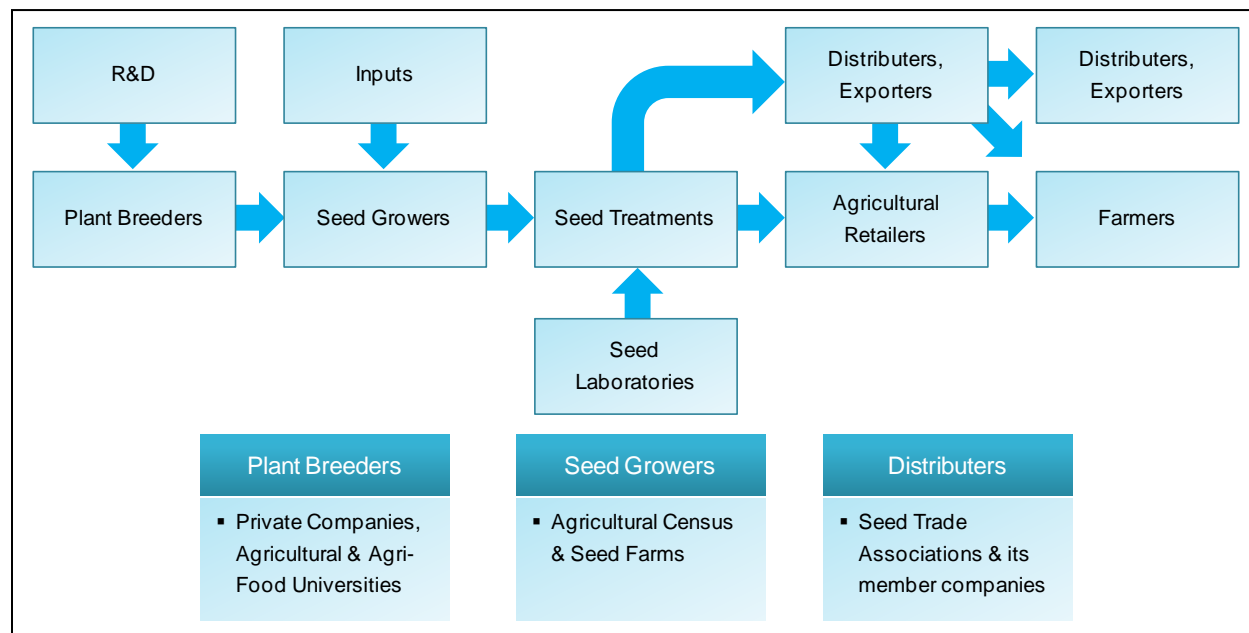 R&D
Inputs
Distributers,
Exporters
Distributers,
Exporters
Plant Breeders
Seed Growers
Seed Treatments
Agricultural
Retailers
Farmers
Seed
Laboratories
Plant Breeders
▪ Private Companies,
Agricultural & Agri-
Food Universities
Seed Growers
▪ Agricultural Census
& Seed Farms
Distributers
▪ Seed Trade
Associations & its
member companies